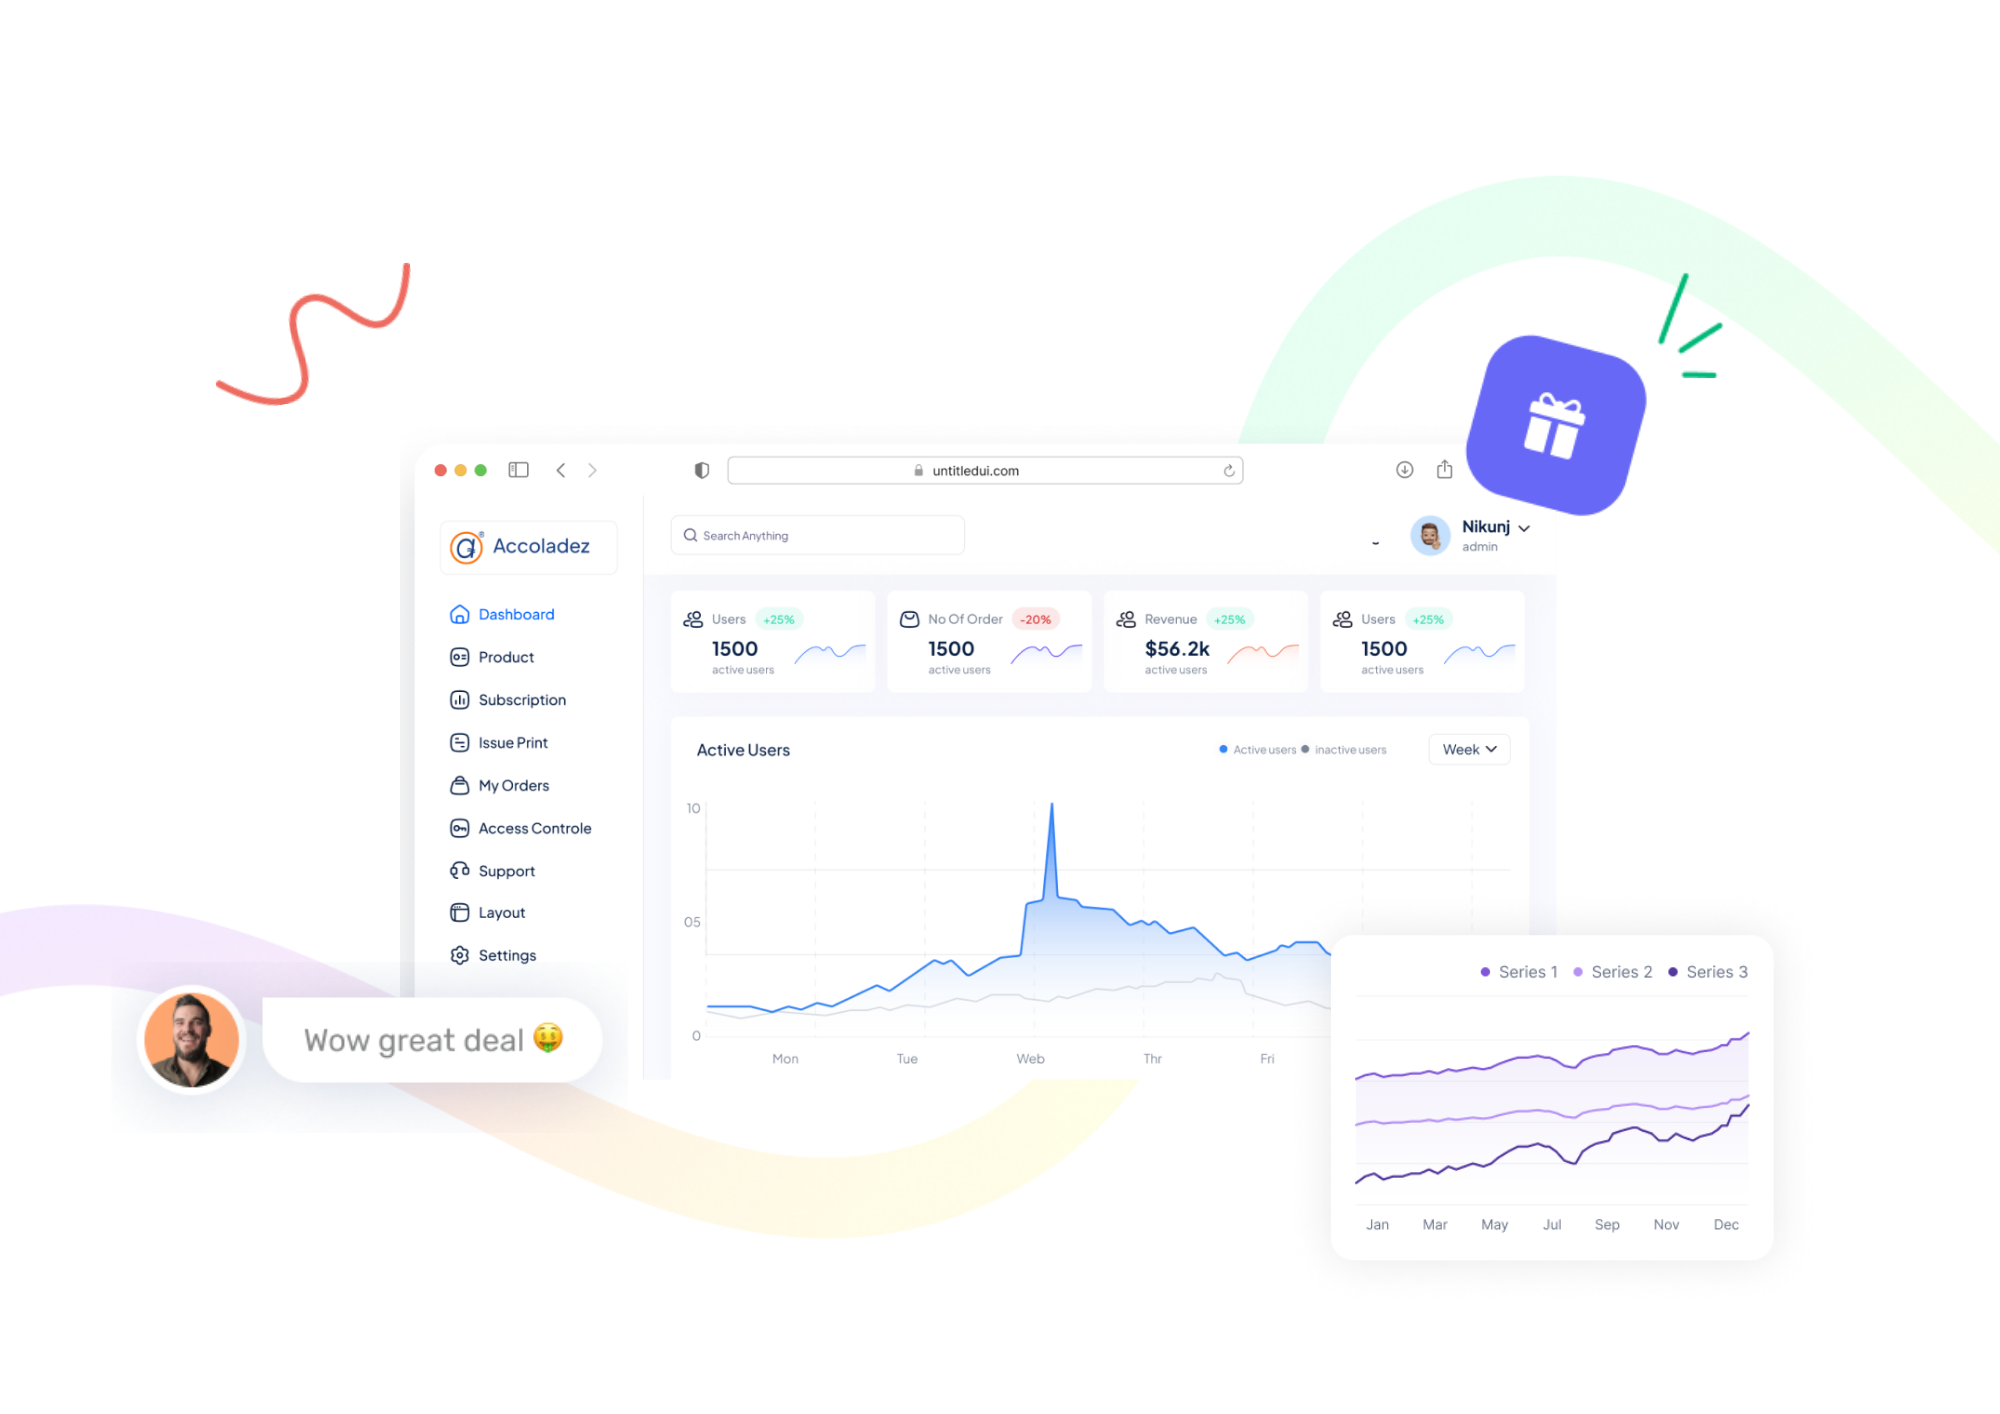 untitledui.com
Accoladez
Search Anything
Nikunj
admin
Dashboard
Product
Subscription
Issue Print
My Orders
Access Controle
Support
Layout
Settings
Users +25%
1500
active users
No Of Order -20%
1500
active users
Revenue +25%
$56.2k
active users
Users +25%
1500
active users
Active Users
Active users inactive users
Week
10
05
0
Mon Tue Web Thr Fri
Wow great deal 🤑
Series 1 Series 2 Series 3
Jan Mar May Jul Sep Nov Dec